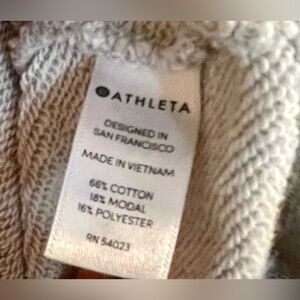 ATHLETA
DESIGNED IN
SAN FRANCISCO
MADE IN VIETNAM
66% COTTON
18% MODAL
16% POLYESTER
RN 54023